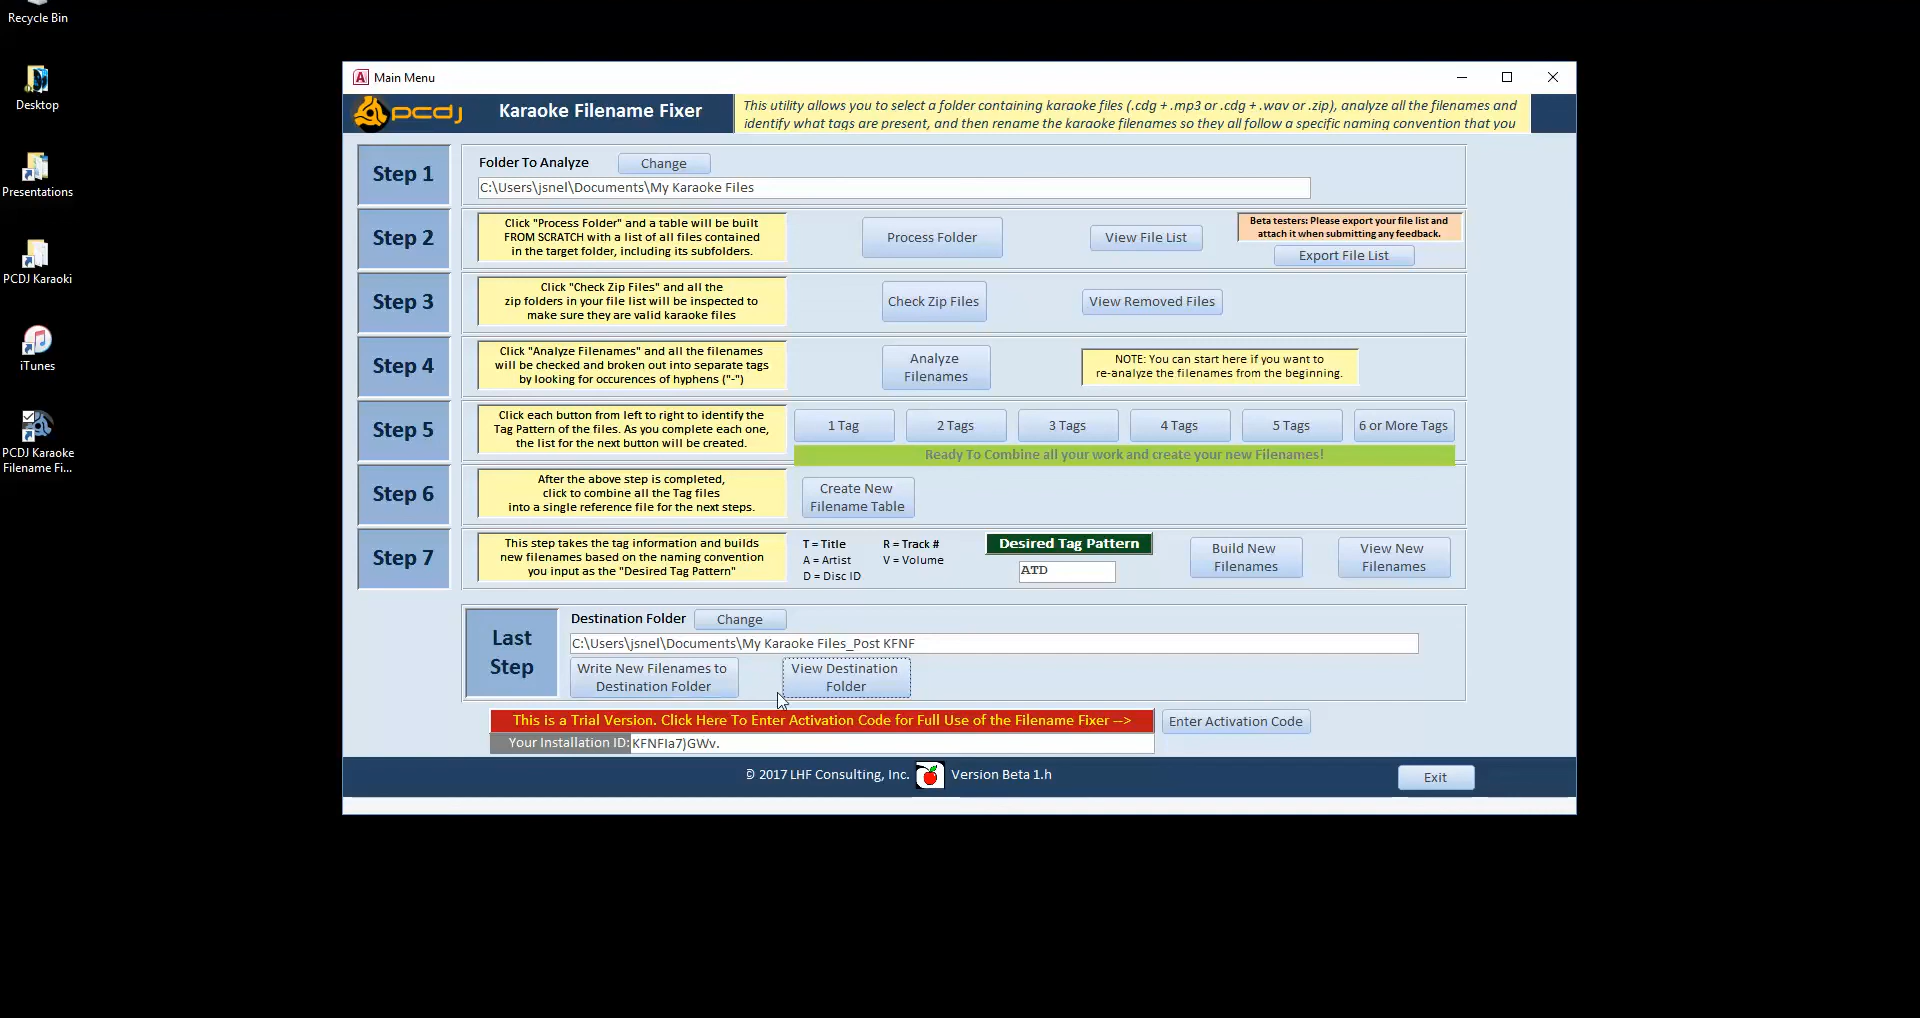 Recycle Bin
Desktop
Presentations
PCDJ Karaoki
iTunes
PCDJ Karaoke
Filename Fi...
Main Menu
pcdj
Karaoke Filename Fixer
This utility allows you to select a folder containing karaoke files (.cdg + .mp3 or .cdg + .wav or .zip), analyze all the filenames and
identify what tags are present, and then rename the karaoke filenames so they all follow a specific naming convention that you
Step 1
Folder To Analyze
Change
C:\Users\jsnel\Documents\My Karaoke Files
Step 2
Click "Process Folder" and a table will be built
FROM SCRATCH with a list of all files contained
in the target folder, including its subfolders.
Process Folder
View File List
Beta testers: Please export your file list and
attach it when submitting any feedback.
Export File List
Step 3
Click "Check Zip Files" and all the
zip folders in your file list will be inspected to
make sure they are valid karaoke files
Check Zip Files
View Removed Files
Step 4
Click "Analyze Filenames" and all the filenames
will be checked and broken out into separate tags
by looking for occurences of hyphens ("-")
Analyze
Filenames
NOTE: You can start here if you want to
re-analyze the filenames from the beginning.
Step 5
Click each button from left to right to identify the
Tag Pattern of the files. As you complete each one,
the list for the next button will be created.
1 Tag
2 Tags
3 Tags
4 Tags
5 Tags
6 or More Tags
Ready To Combine all your work and create your new Filenames!
Step 6
After the above step is completed,
click to combine all the Tag files
into a single reference file for the next steps.
Create New
Filename Table
Step 7
This step takes the tag information and builds
new filenames based on the naming convention
you input as the "Desired Tag Pattern"
T = Title
R = Track #
A = Artist
V = Volume
D = Disc ID
Desired Tag Pattern
ATD
Build New
Filenames
View New
Filenames
Last
Step
Destination Folder
Change
C:\Users\jsnel\Documents\My Karaoke Files_Post KFNF
Write New Filenames to
Destination Folder
View Destination
Folder
This is a Trial Version. Click Here To Enter Activation Code for Full Use of the Filename Fixer -->
Enter Activation Code
Your Installation ID: KFNFIa7)GWv.
© 2017 LHF Consulting, Inc.
Version Beta 1.h
Exit